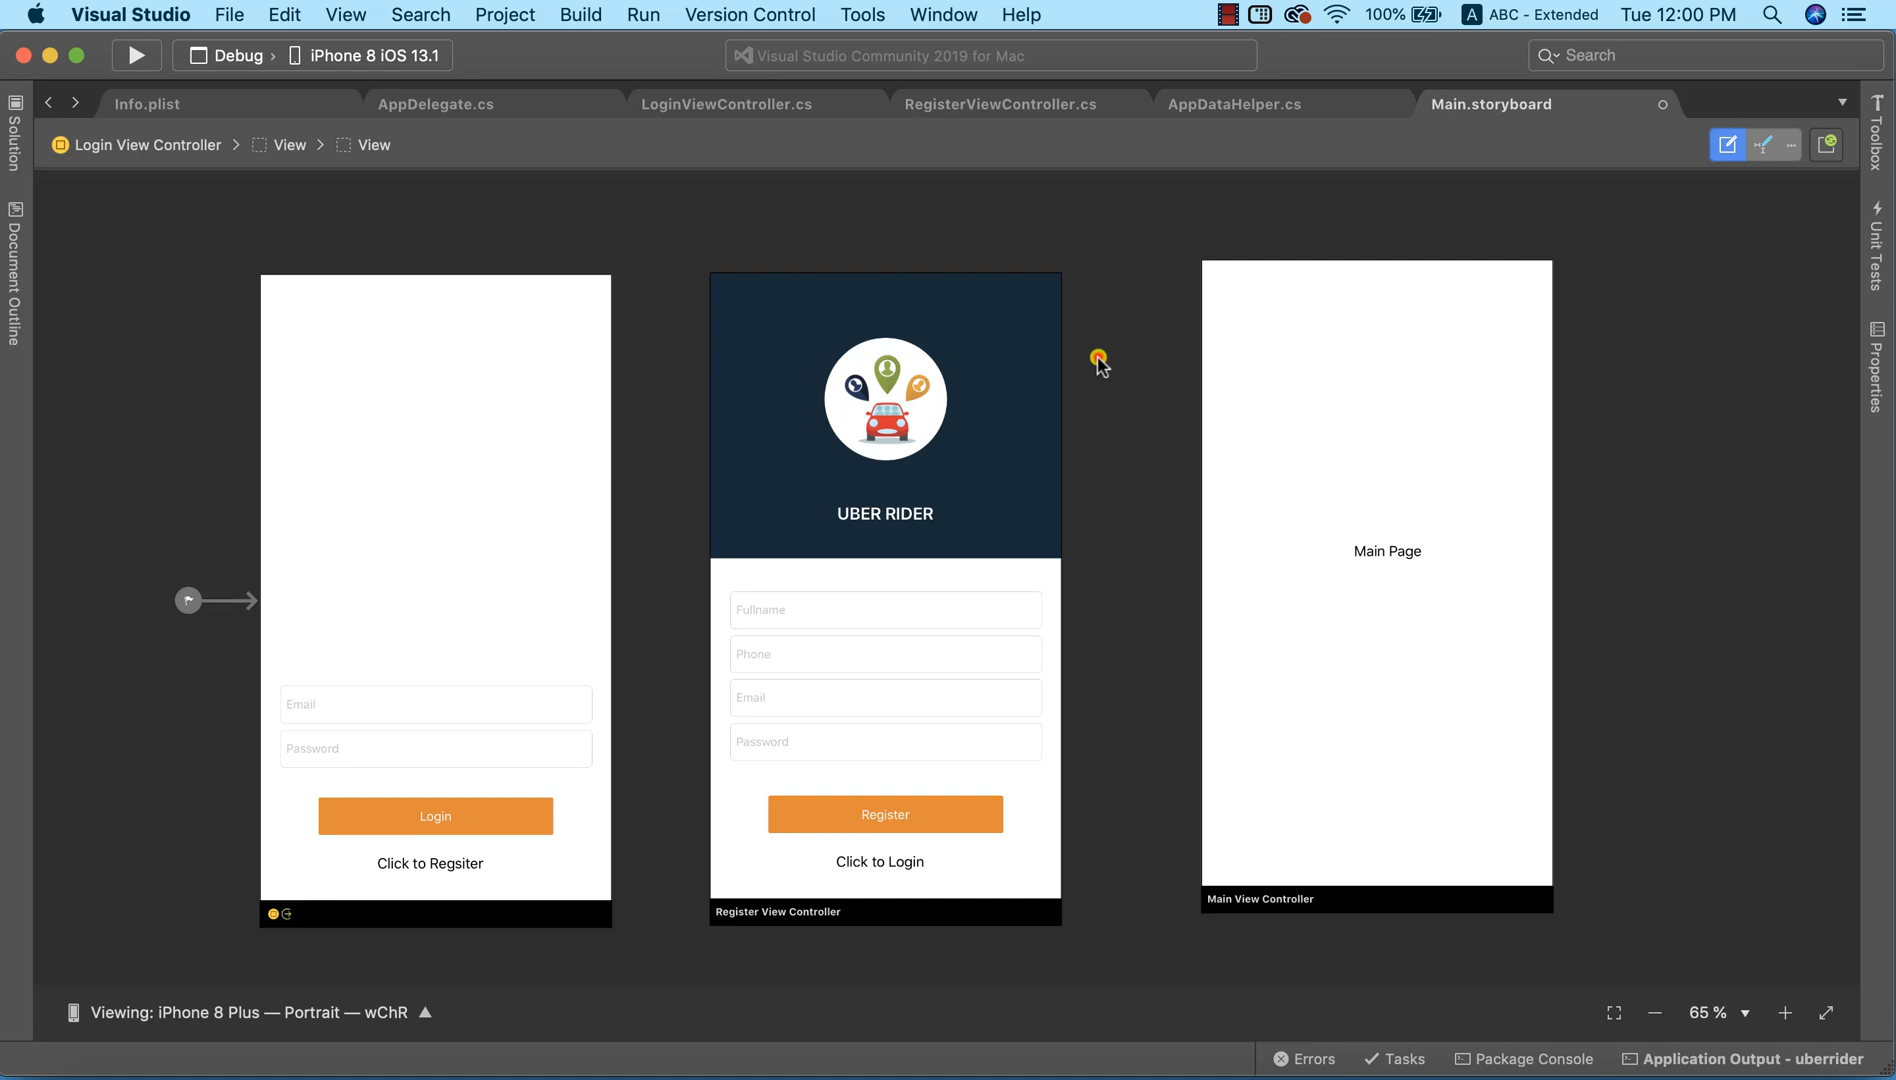 Visual Studio File Edit View Search Project Build Run Version Control Tools Window Help 100% A ABC - Extended Tue 12:00 PM
Debug › iPhone 8 iOS 13.1 Visual Studio Community 2019 for Mac Search
Info.plist AppDelegate.cs LoginViewController.cs RegisterViewController.cs AppDataHelper.cs Main.storyboard
Login View Controller View View
Solution
Document Outline
Toolbox
Unit Tests
Properties
Email
Password
Login
Click to Regsiter
UBER RIDER
Fullname
Phone
Email
Password
Register
Click to Login
Register View Controller
Main Page
Main View Controller
Viewing: iPhone 8 Plus — Portrait — wChR 65 %
Errors Tasks Package Console Application Output - uberrider